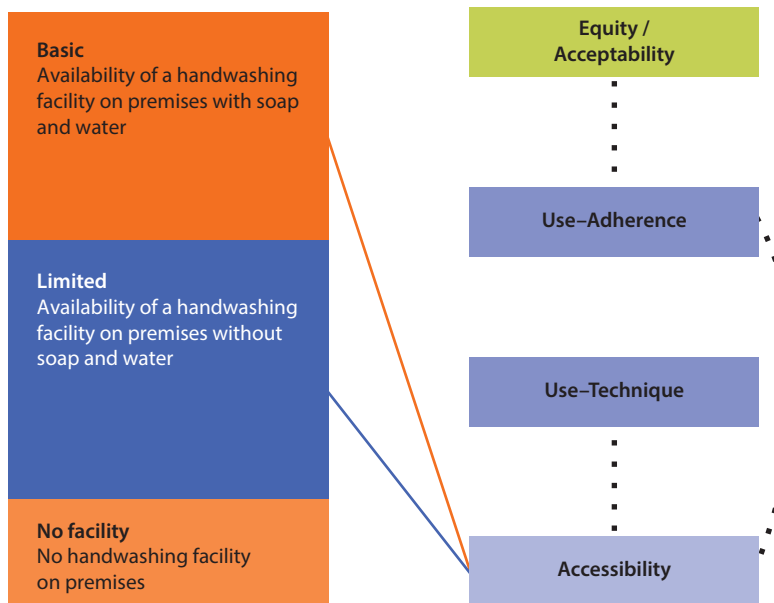 Basic
Availability of a handwashing
facility on premises with soap
and water
Limited
Availability of a handwashing
facility on premises without
soap and water
No facility
No handwashing facility
on premises
Equity /
Acceptability
Use–Adherence
Use–Technique
Accessibility